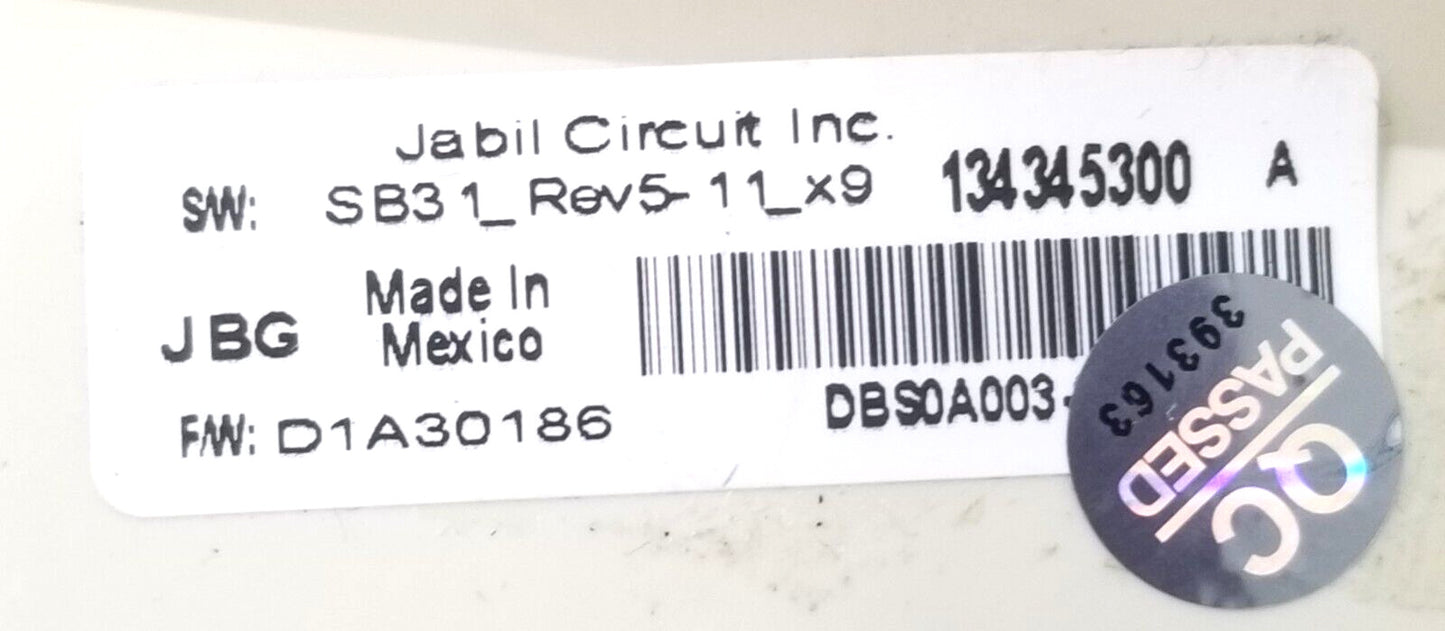 Jabil Circuit Inc.
S/W: SB31_Rev5-11_x9 134345300 A
JBG Made In
Mexico
F/W: D1A30186 DBS0A003-
393163
QC
PASSED